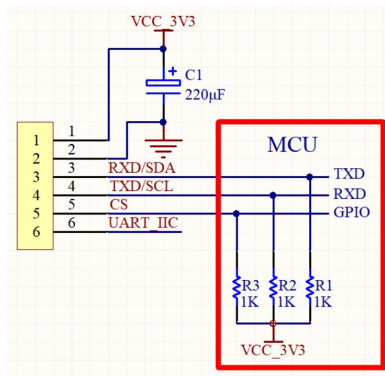 VCC_3V3
C1
220μF
1 1
2 2
3 3 RXD/SDA
4 4 TXD/SCL
5 5 CS
6 6 UART_IIC
MCU
TXD
RXD
GPIO
R3 R2 R1
1K 1K 1K
VCC_3V3